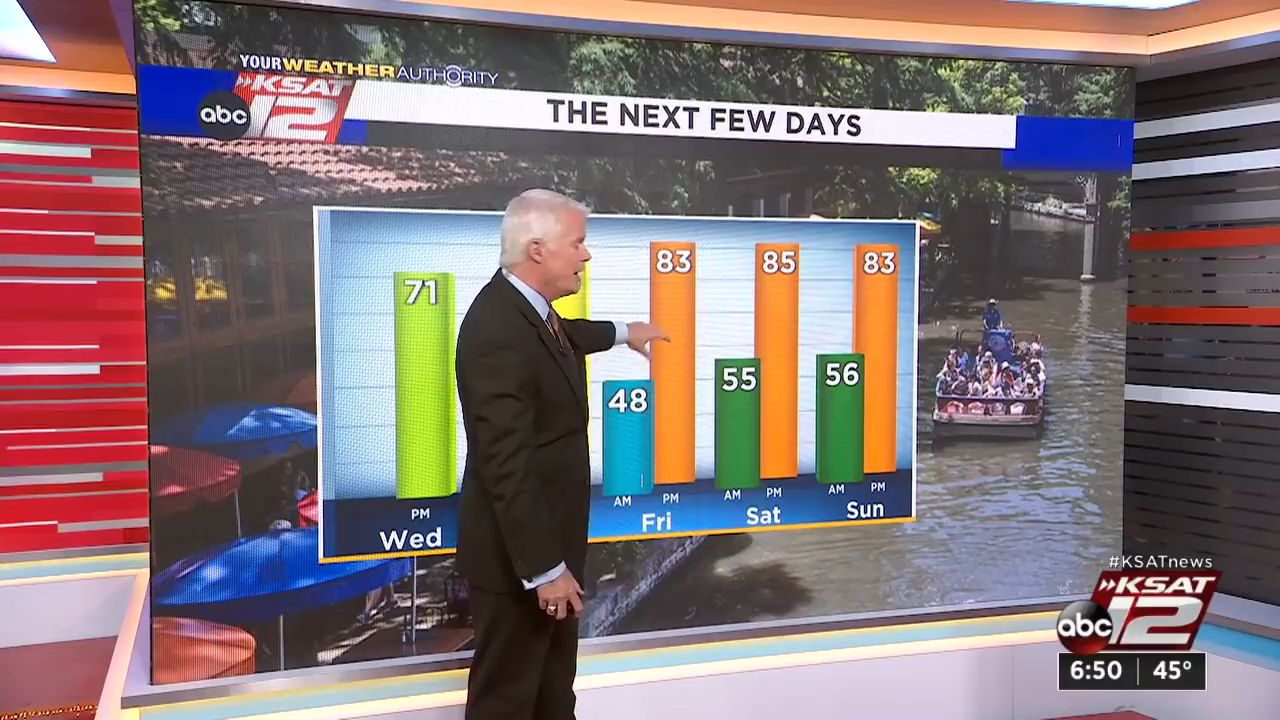 YOUR WEATHER AUTHORITY
abc KSAT 12
THE NEXT FEW DAYS
71
83
85
83
48
55
56
PM
AM PM
AM PM
AM PM
Wed
Fri
Sat
Sun
#KSATnews
abc KSAT 12
6:50 45°